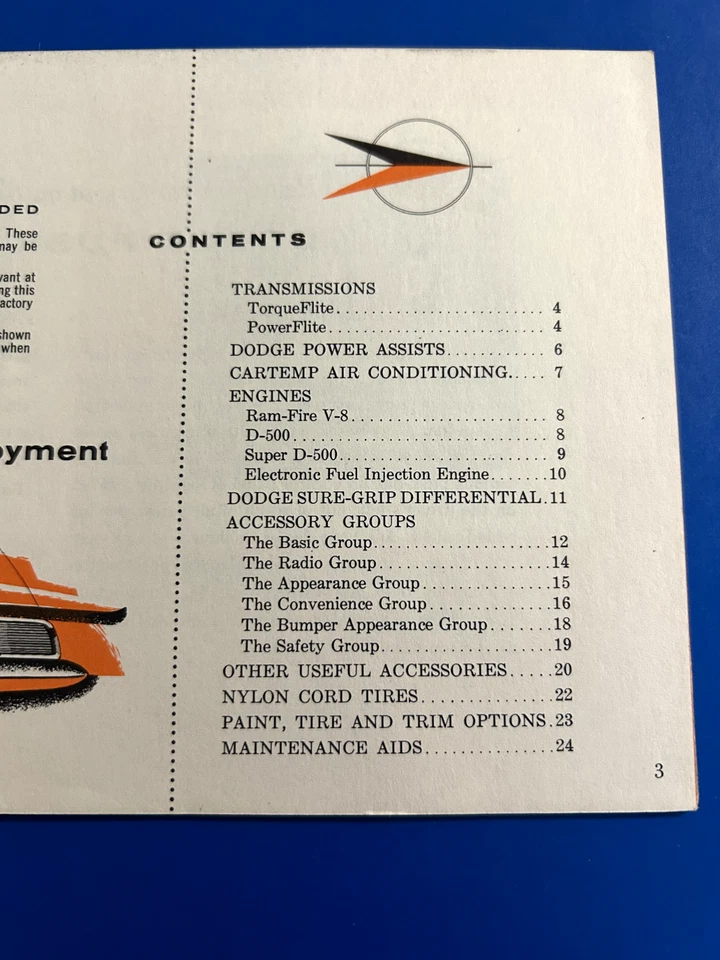 DED
These
may be
vant at
ng this
actory
shown
when
oyment
CONTENTS
TRANSMISSIONS
TorqueFlite........................ 4
PowerFlite......................... 4
DODGE POWER ASSISTS............ 6
CARTEMP AIR CONDITIONING..... 7
ENGINES
Ram-Fire V-8...................... 8
D-500............................. 8
Super D-500....................... 9
Electronic Fuel Injection Engine.......10
DODGE SURE-GRIP DIFFERENTIAL.11
ACCESSORY GROUPS
The Basic Group.....................12
The Radio Group....................14
The Appearance Group...............15
The Convenience Group..............16
The Bumper Appearance Group.......18
The Safety Group....................19
OTHER USEFUL ACCESSORIES.....20
NYLON CORD TIRES...............22
PAINT, TIRE AND TRIM OPTIONS.23
MAINTENANCE AIDS...............24
3